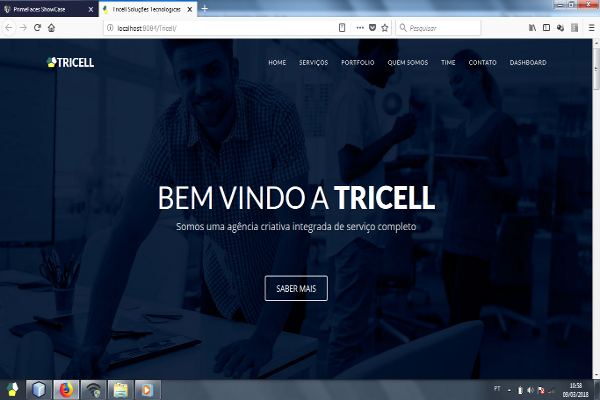 PrimeFaces ShowCase
Tricell Soluções Tecnologicas
localhost:8084/Tricell/
Pesquisar
TRICELL
HOME SERVIÇOS PORTFOLIO QUEM SOMOS TIME CONTATO DASHBOARD
BEM VINDO A TRICELL
Somos uma agência criativa integrada de serviço completo
SABER MAIS
PT
10:58
09/03/2018